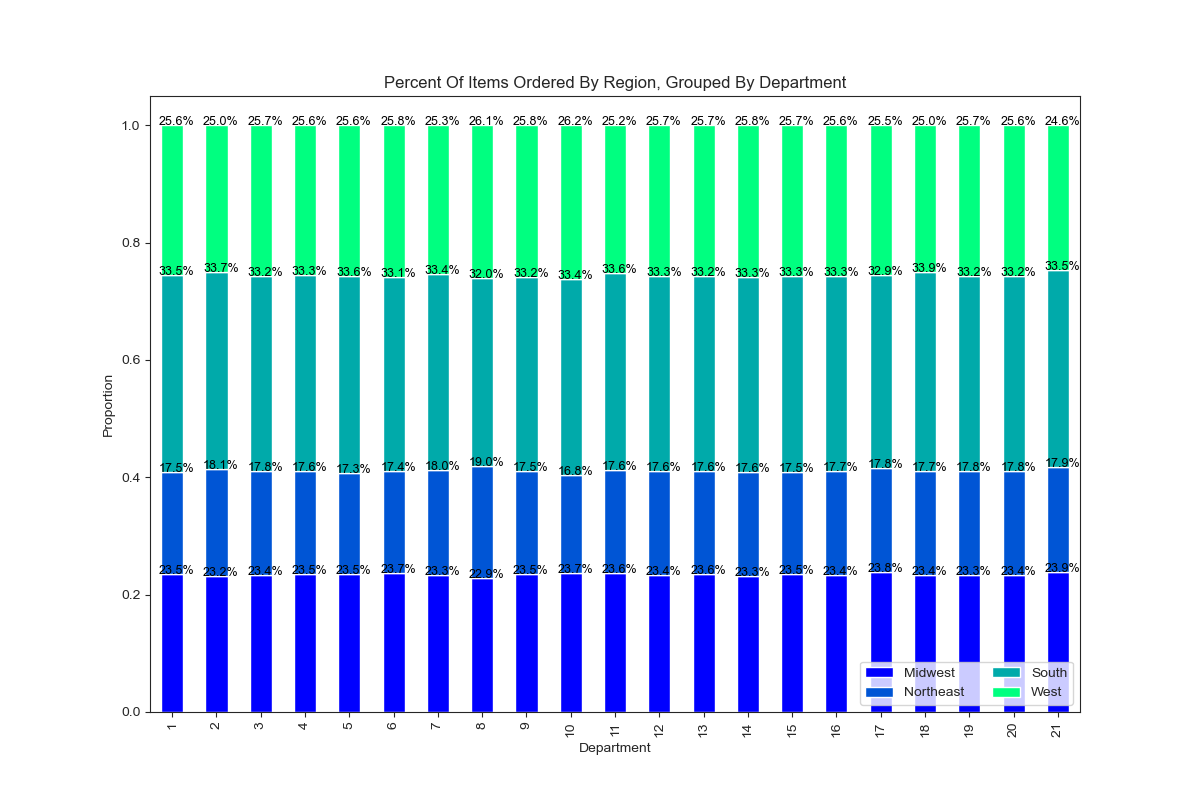 Percent Of Items Ordered By Region, Grouped By Department
25.6% 25.0% 25.7% 25.6% 25.6% 25.8% 25.3% 26.1% 25.8% 26.2% 25.2% 25.7% 25.7% 25.8% 25.7% 25.6% 25.5% 25.0% 25.7% 25.6% 24.6%
1.0
0.8
33.5% 33.7% 33.2% 33.3% 33.6% 33.1% 33.4% 32.0% 33.2% 33.4% 33.6% 33.3% 33.2% 33.3% 33.3% 33.3% 32.9% 33.9% 33.2% 33.2% 33.5%
0.6
Proportion
17.5% 18.1% 17.8% 17.6% 17.3% 17.4% 18.0% 19.0% 17.5% 16.8% 17.6% 17.6% 17.6% 17.6% 17.5% 17.7% 17.8% 17.7% 17.8% 17.8% 17.9%
0.4
23.5% 23.2% 23.4% 23.5% 23.5% 23.7% 23.3% 22.9% 23.5% 23.7% 23.6% 23.4% 23.6% 23.3% 23.5% 23.4% 23.8% 23.4% 23.3% 23.4% 23.9%
0.2
Midwest South
Northeast West
0.0
1 2 3 4 5 6 7 8 9 10 11 12 13 14 15 16 17 18 19 20 21
Department